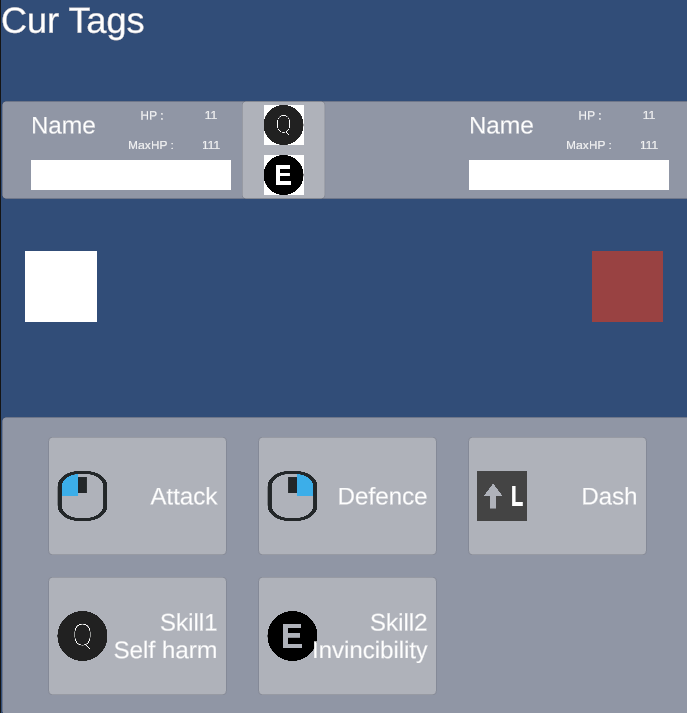 Cur Tags
Name
HP : 11
MaxHP : 111
Q
E
Name
HP : 11
MaxHP : 111
Attack
Defence
L
Dash
Q
Skill1
Self harm
E
Skill2
Invincibility